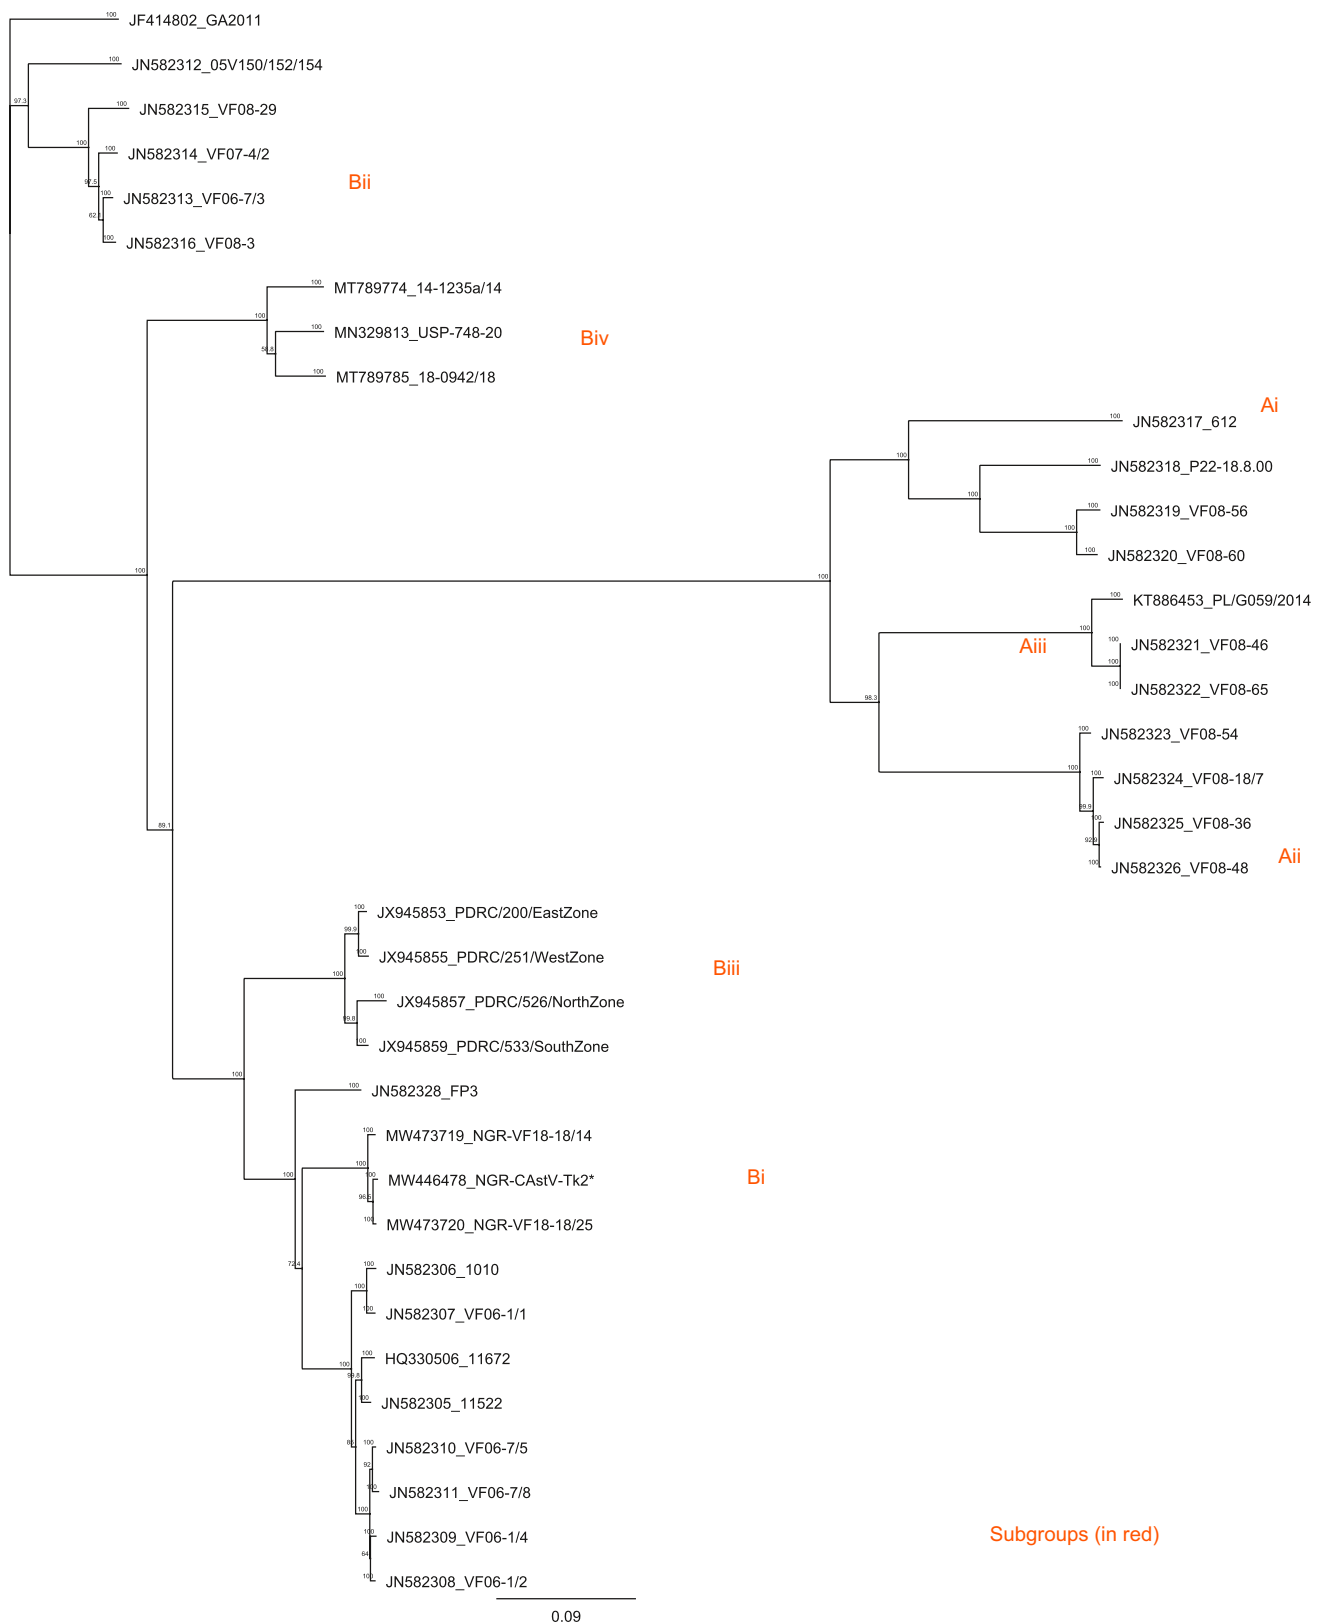 100
JF414802_GA2011
100
JN582312_05V150/152/154
97.3
100
JN582315_VF08-29
100
100
JN582314_VF07-4/2
Bii
97.5
100
JN582313_VF06-7/3
62.
100
JN582316_VF08-3
100
MT789774_14-1235a/14
100
100
MN329813_USP-748-20
Biv
58.8
100
MT789785_18-0942/18
Ai
100
JN582317_612
100
100
JN582318_P22-18.8.00
100
100
JN582319_VF08-56
100
100
JN582320_VF08-60
100
100
100
KT886453_PL/G059/2014
100
Aiii
100
JN582321_VF08-46
100
100
JN582322_VF08-65
98.3
100
JN582323_VF08-54
100
100
JN582324_VF08-18/7
99.9
100
JN582325_VF08-36
89.1
92.9
Aii
100
JN582326_VF08-48
100
JX945853_PDRC/200/EastZone
99.9
100
JX945855_PDRC/251/WestZone
Biii
100
100
JX945857_PDRC/526/NorthZone
99.8
100
JX945859_PDRC/533/SouthZone
100
100
JN582328_FP3
100
MW473719_NGR-VF18-18/14
100
100
100
MW446478_NGR-CAstV-Tk2*
Bi
96.5
100
MW473720_NGR-VF18-18/25
72.4
100
JN582306_1010
100
100
JN582307_VF06-1/1
100
100
HQ330506_11672
99.8
100
JN582305_11522
100
JN582310_VF06-7/5
92
100
JN582311_VF06-7/8
100
100
JN582309_VF06-1/4
Subgroups (in red)
64
100
JN582308_VF06-1/2
0.09